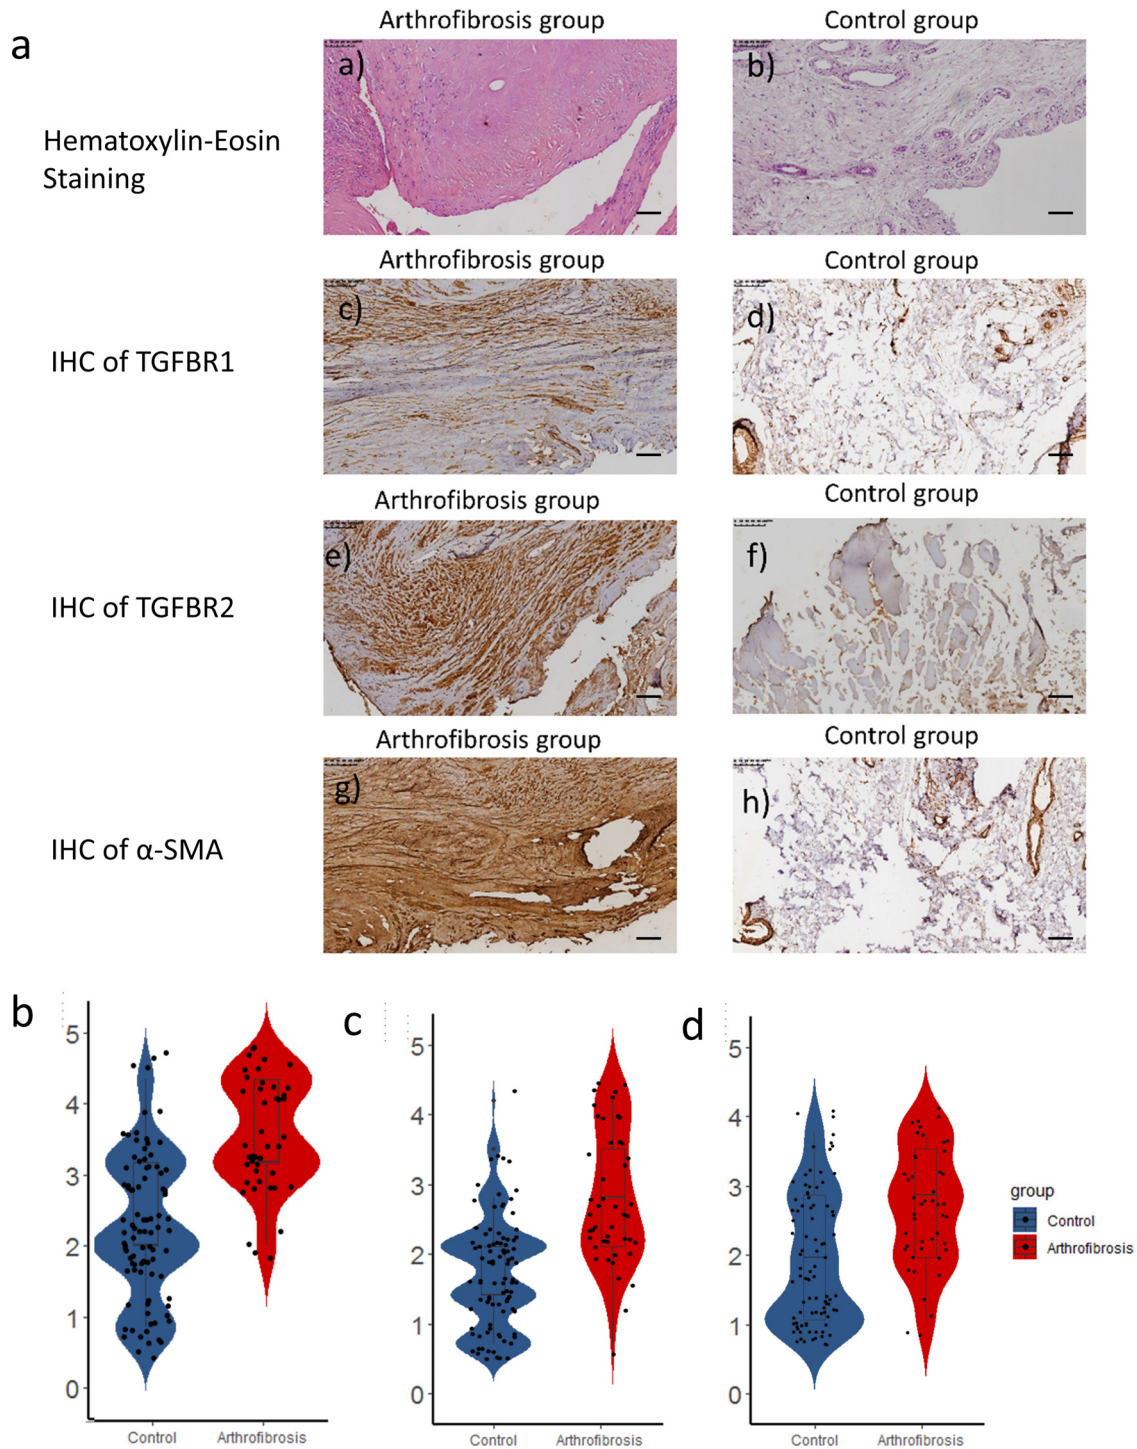 a
Arthrofibrosis group
Control group
Hematoxylin-Eosin
Staining
a)
b)
Arthrofibrosis group
Control group
IHC of TGFBR1
c)
d)
Arthrofibrosis group
Control group
IHC of TGFBR2
e)
f)
Arthrofibrosis group
Control group
IHC of α-SMA
g)
h)
b
5
4
3
2
1
0
Control
Arthrofibrosis
c
5
4
3
2
1
0
Control
Arthrofibrosis
d
5
4
3
2
1
0
Control
Arthrofibrosis
group
Control
Arthrofibrosis